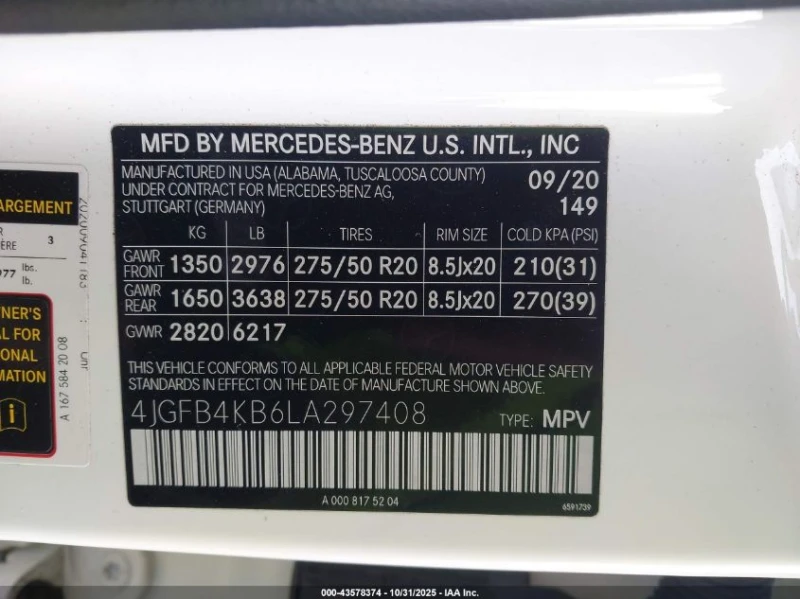 MFD BY MERCEDES-BENZ U.S. INTL., INC
MANUFACTURED IN USA (ALABAMA, TUSCALOOSA COUNTY)
UNDER CONTRACT FOR MERCEDES-BENZ AG,
STUTTGART (GERMANY)
09/20
149
KG LB TIRES RIM SIZE COLD KPA (PSI)
GAWR FRONT 1350 2976 275/50 R20 8.5Jx20 210(31)
GAWR REAR 1650 3638 275/50 R20 8.5Jx20 270(39)
GVWR 2820 6217
THIS VEHICLE CONFORMS TO ALL APPLICABLE FEDERAL MOTOR VEHICLE SAFETY
STANDARDS IN EFFECT ON THE DATE OF MANUFACTURE SHOWN ABOVE.
4JGFB4KB6LA297408 TYPE: MPV
A 000 817 52 04
6591739
ARGEMENT
3
977 lbs.
lb.
NER'S
AL FOR
ONAL
MATION
i
A 167 584 20 08
000-43578374 - 10/31/2025 - IAA Inc.